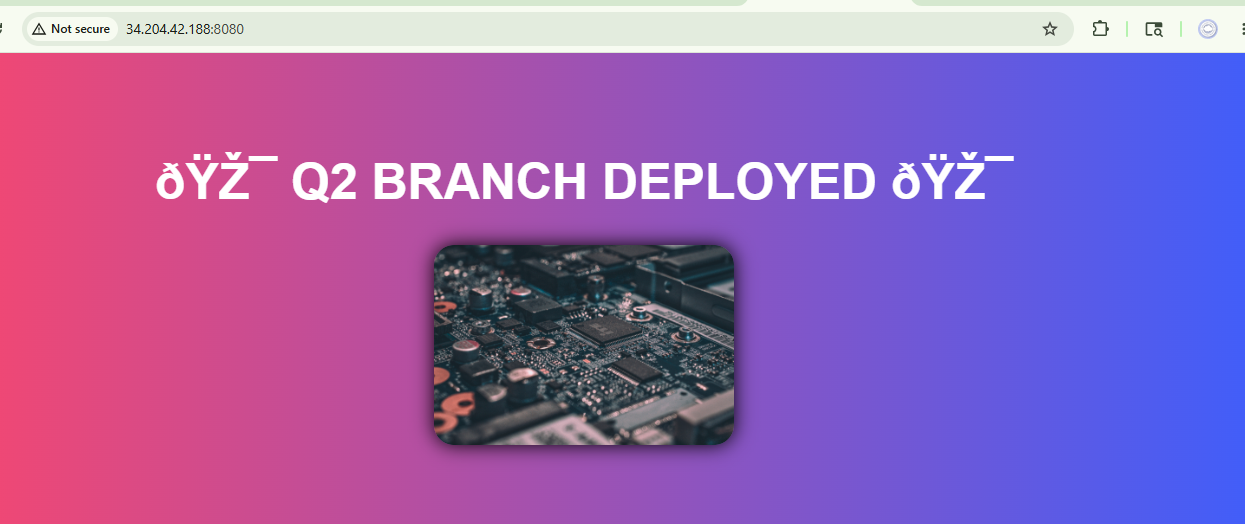 Not secure 34.204.42.188:8080
ðŸŽ¯ Q2 BRANCH DEPLOYED ðŸŽ¯